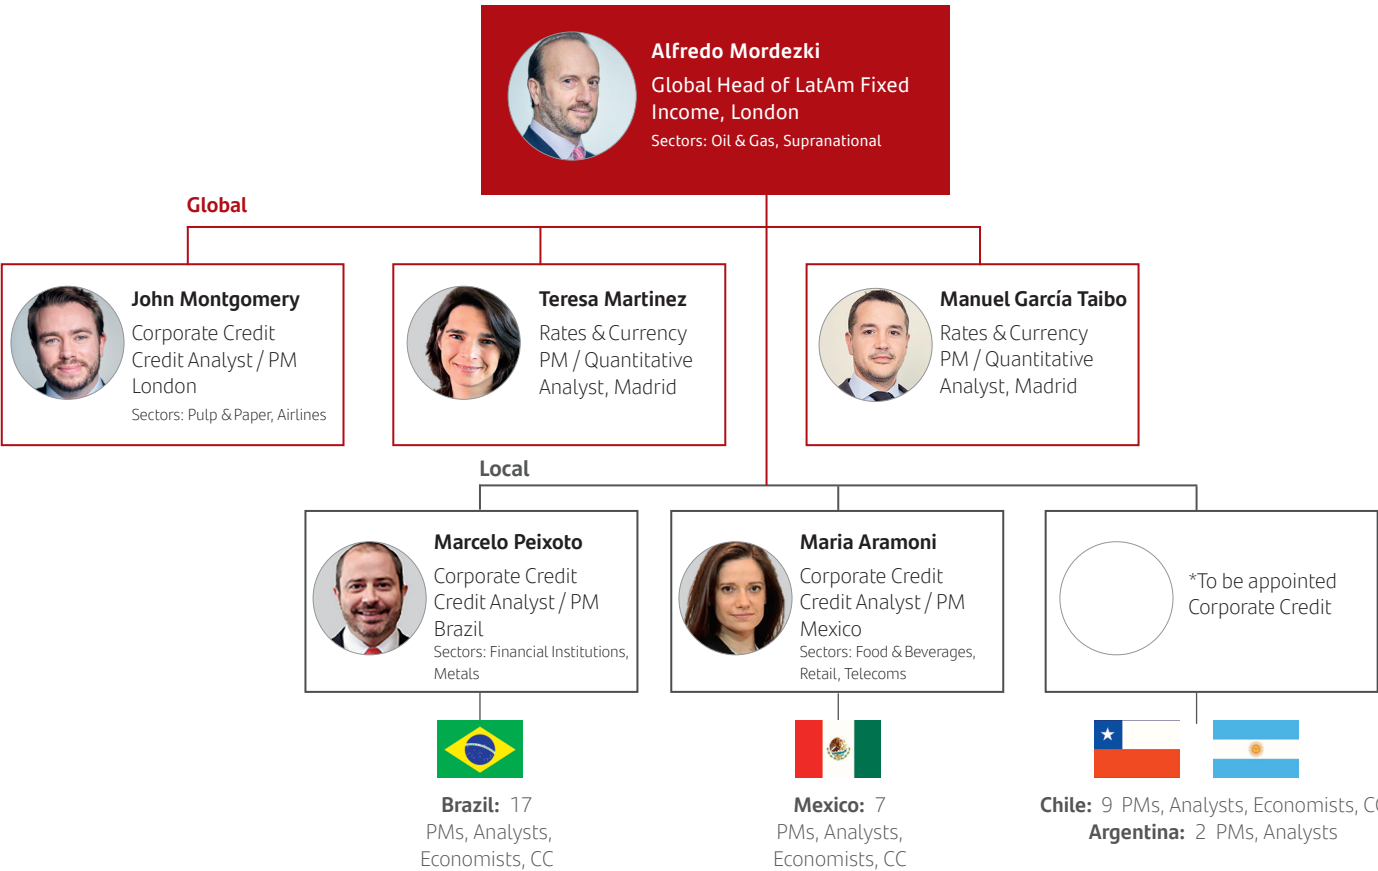 Alfredo Mordezki
Global Head of LatAm Fixed
Income, London
Sectors: Oil & Gas, Supranational
Global
John Montgomery
Corporate Credit
Credit Analyst / PM
London
Sectors: Pulp & Paper, Airlines
Teresa Martinez
Rates & Currency
PM / Quantitative
Analyst, Madrid
Manuel García Taibo
Rates & Currency
PM / Quantitative
Analyst, Madrid
Local
Marcelo Peixoto
Corporate Credit
Credit Analyst / PM
Brazil
Sectors: Financial Institutions,
Metals
Maria Aramoni
Corporate Credit
Credit Analyst / PM
Mexico
Sectors: Food & Beverages,
Retail, Telecoms
*To be appointed
Corporate Credit
Brazil: 17
PMs, Analysts,
Economists, CC
Mexico: 7
PMs, Analysts,
Economists, CC
Chile: 9 PMs, Analysts, Economists, CC
Argentina: 2 PMs, Analysts